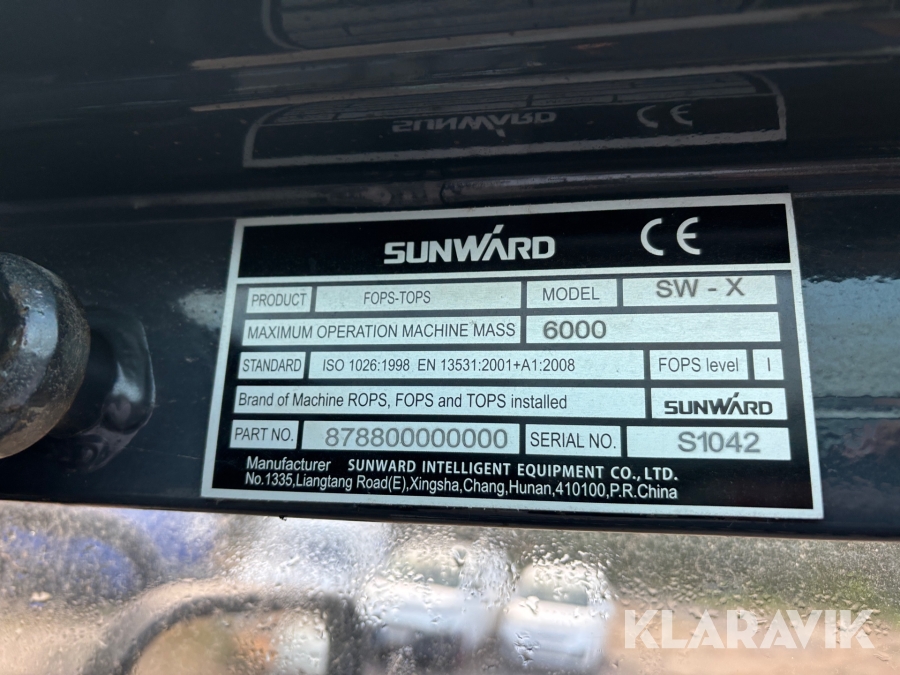 SUNWARD CE
SUNWARD CE
PRODUCT FOPS-TOPS MODEL SW - X
MAXIMUM OPERATION MACHINE MASS 6000
STANDARD ISO 1026:1998 EN 13531:2001+A1:2008 FOPS level I
Brand of Machine ROPS, FOPS and TOPS installed SUNWARD
PART NO. 878800000000 SERIAL NO. S1042
Manufacturer SUNWARD INTELLIGENT EQUIPMENT CO., LTD.
No.1335,Liangtang Road(E),Xingsha,Chang,Hunan,410100,P.R.China
KLARAVIK